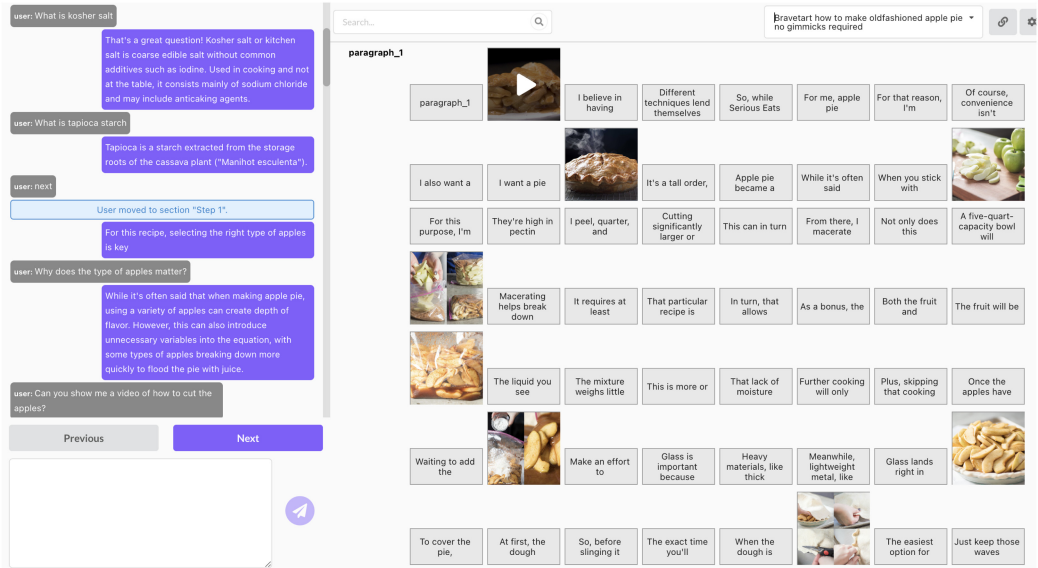 user: What is kosher salt
That's a great question! Kosher salt or kitchen
salt is coarse edible salt without common
additives such as iodine. Used in cooking and not
at the table, it consists mainly of sodium chloride
and may include anticaking agents.
user: What is tapioca starch
Tapioca is a starch extracted from the storage
roots of the cassava plant ("Manihot esculenta").
user: next
User moved to section "Step 1".
For this recipe, selecting the right type of apples
is key
user: Why does the type of apples matter?
While it's often said that when making apple pie,
using a variety of apples can create depth of
flavor. However, this can also introduce
unnecessary variables into the equation, with
some types of apples breaking down more
quickly to flood the pie with juice.
user: Can you show me a video of how to cut the
apples?
Previous
Next
Search...
Bravetart how to make oldfashioned apple pie
no gimmicks required
paragraph_1
paragraph_1
I believe in
having
Different
techniques lend
themselves
So, while
Serious Eats
For me, apple
pie
For that reason,
I'm
Of course,
convenience
isn't
I also want a
I want a pie
It's a tall order,
Apple pie
became a
While it's often
said
When you stick
with
For this
purpose, I'm
They're high in
pectin
I peel, quarter,
and
Cutting
significantly
larger or
This can in turn
From there, I
macerate
Not only does
this
A five-quart-
capacity bowl
will
Macerating
helps break
down
It requires at
least
That particular
recipe is
In turn, that
allows
As a bonus, the
Both the fruit
and
The fruit will be
The liquid you
see
The mixture
weighs little
This is more or
That lack of
moisture
Further cooking
will only
Plus, skipping
that cooking
Once the
apples have
Waiting to add
the
Make an effort
to
Glass is
important
because
Heavy
materials, like
thick
Meanwhile,
lightweight
metal, like
Glass lands
right in
To cover the
pie,
At first, the
dough
So, before
slinging it
The exact time
you'll
When the
dough is
The easiest
option for
Just keep those
waves